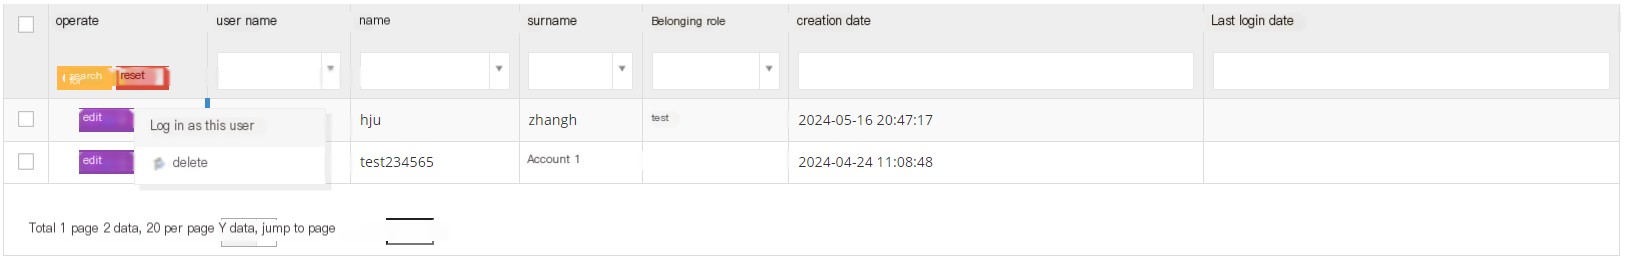 operate user name name surname Belonging role creation date Last login date
search reset
edit Log in as this user hju zhangh test 2024-05-16 20:47:17
edit delete test234565 Account 1 2024-04-24 11:08:48
Total 1 page 2 data, 20 per page Y data, jump to page